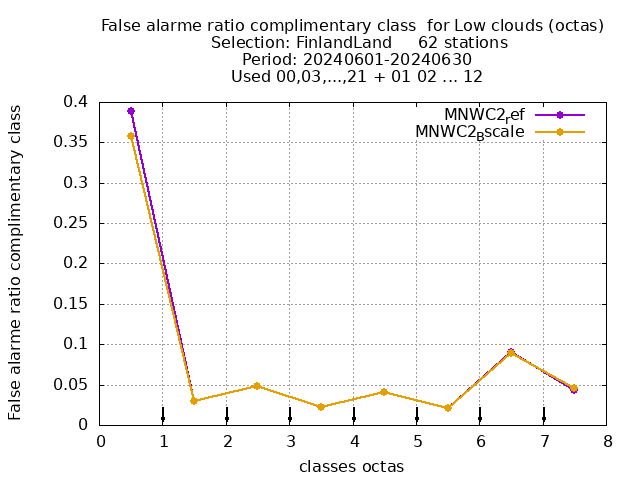 False alarme ratio complimentary class  for Low clouds (octas)
Selection: FinlandLand     62 stations
Period: 20240601-20240630
Used 00,03,...,21 + 01 02 ... 12
MNWC2_ref
MNWC2_Bscale
False alarme ratio complimentary class
0.4
0.35
0.3
0.25
0.2
0.15
0.1
0.05
0
0 1 2 3 4 5 6 7 8
classes octas